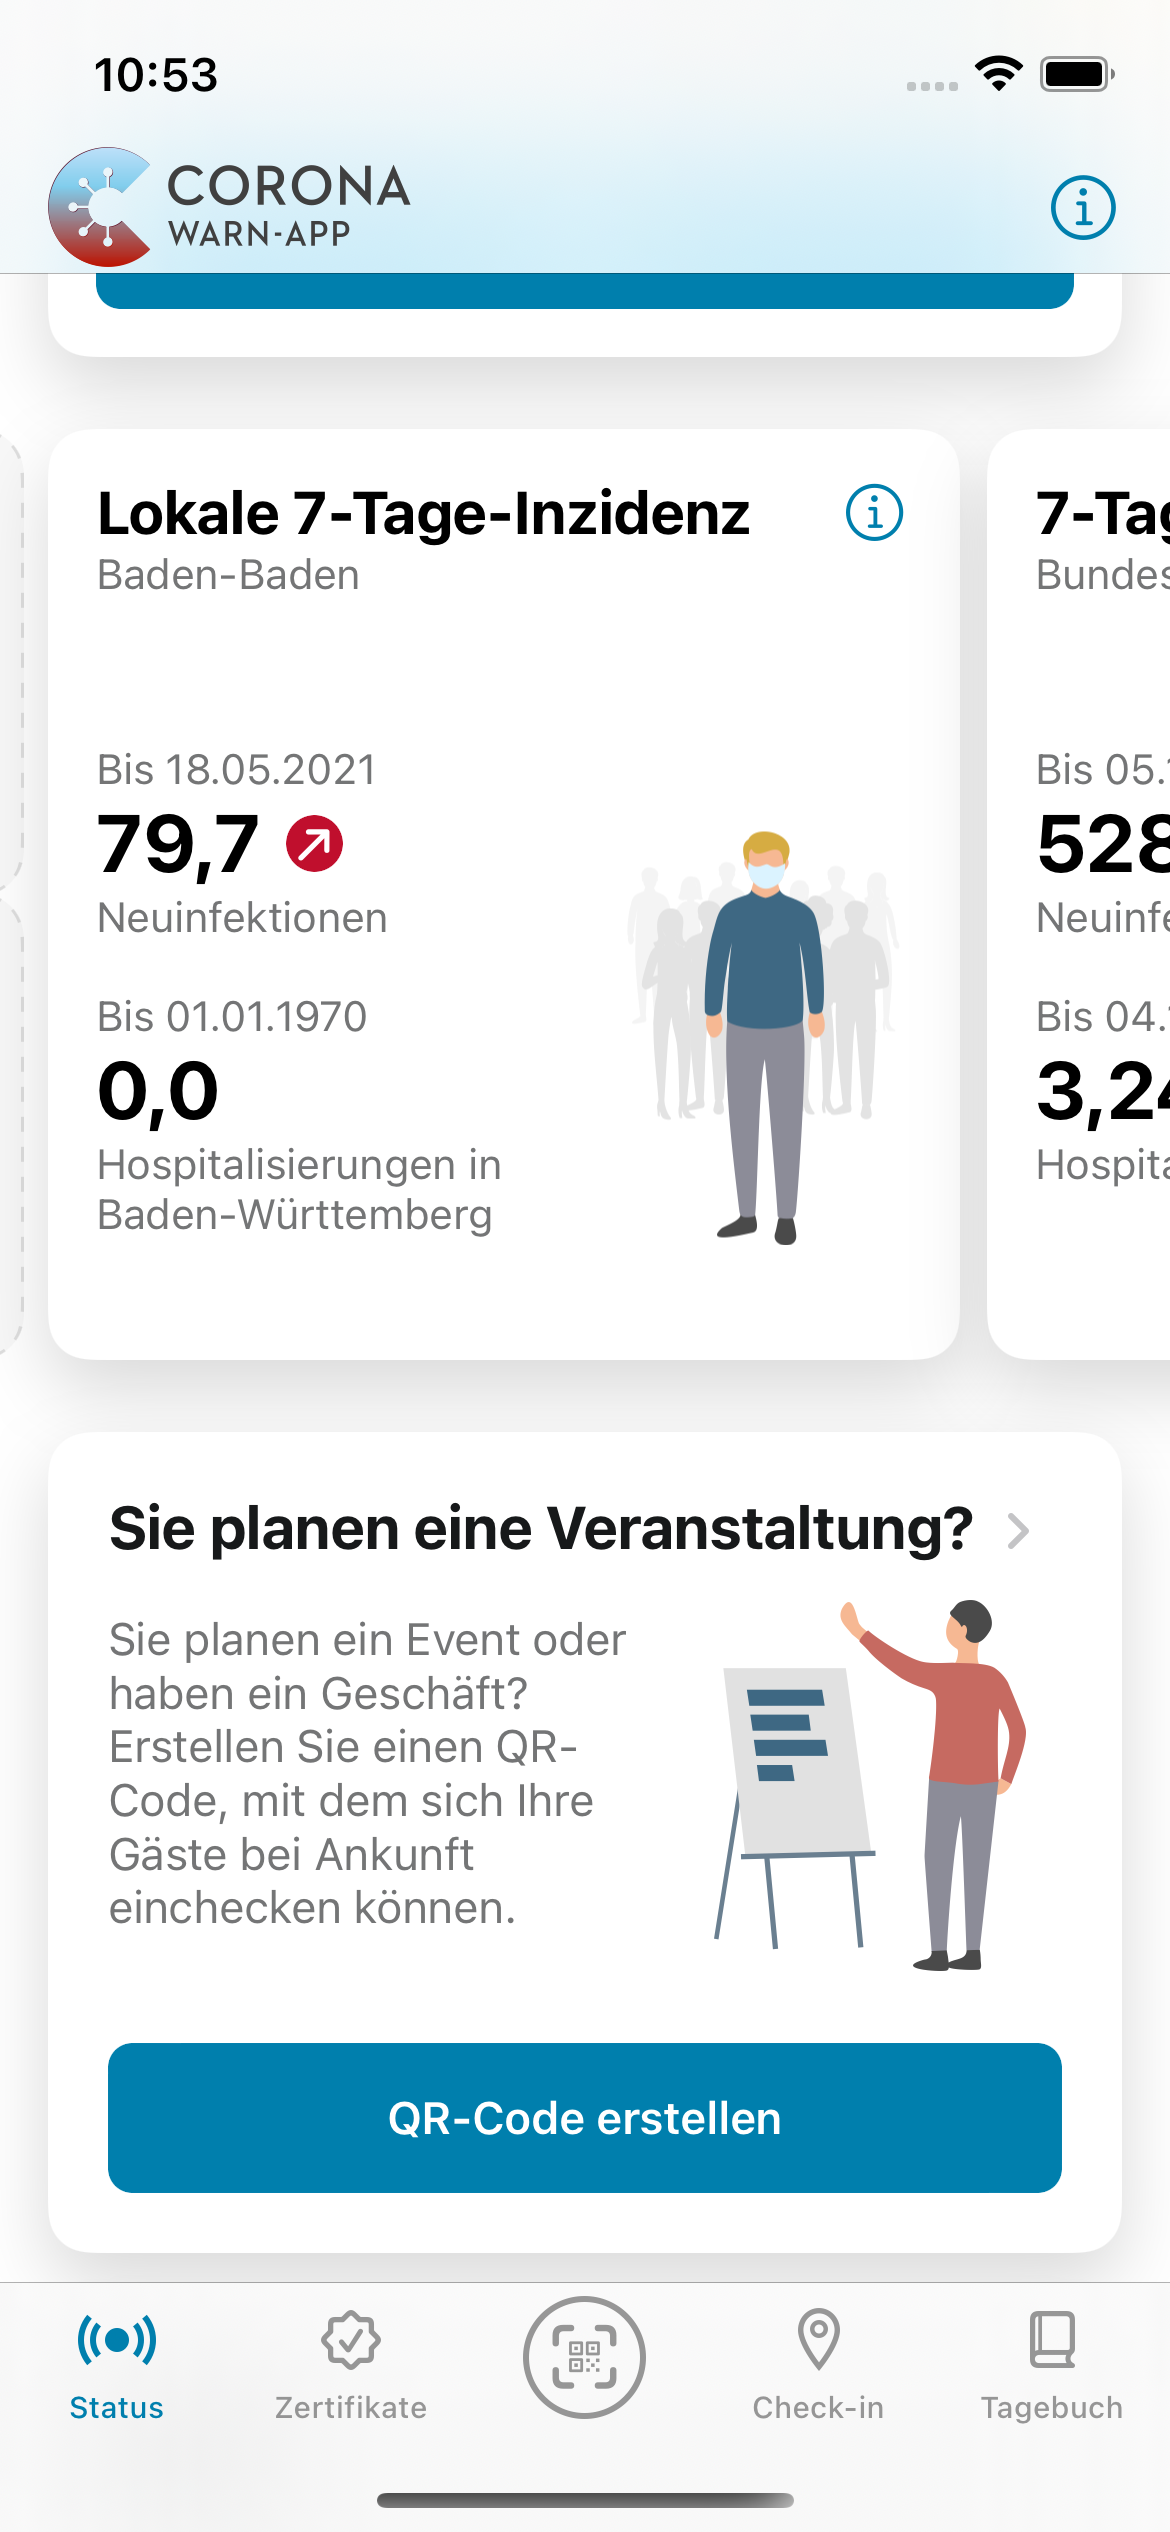 10:53
CORONA
WARN-APP
Lokale 7-Tage-Inzidenz
Baden-Baden
Bis 18.05.2021
79,7
Neuinfektionen
Bis 01.01.1970
0,0
Hospitalisierungen in
Baden-Württemberg
7-Tag
Bundes
Bis 05.
528
Neuinfe
Bis 04.
3,24
Hospita
Sie planen eine Veranstaltung?
Sie planen ein Event oder
haben ein Geschäft?
Erstellen Sie einen QR-
Code, mit dem sich Ihre
Gäste bei Ankunft
einchecken können.
QR-Code erstellen
Status
Zertifikate
Check-in
Tagebuch